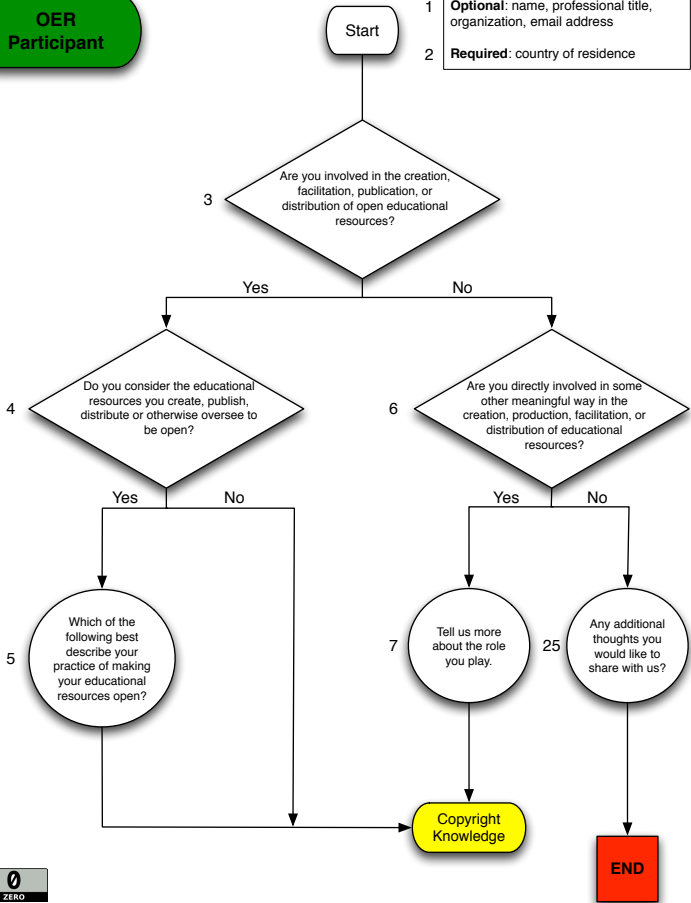 OER
Participant
Start
1 Optional: name, professional title,
organization, email address
2 Required: country of residence
3
Are you involved in the creation,
facilitation, publication, or
distribution of open educational
resources?
Yes
No
4
Do you consider the educational
resources you create, publish,
distribute or otherwise oversee to
be open?
6
Are you directly involved in some
other meaningful way in the
creation, production, facilitation, or
distribution of educational
resources?
Yes
No
Yes
No
5
Which of the
following best
describe your
practice of making
your educational
resources open?
7
Tell us more
about the role
you play.
25
Any additional
thoughts you
would like to
share with us?
Copyright
Knowledge
END
0
ZERO